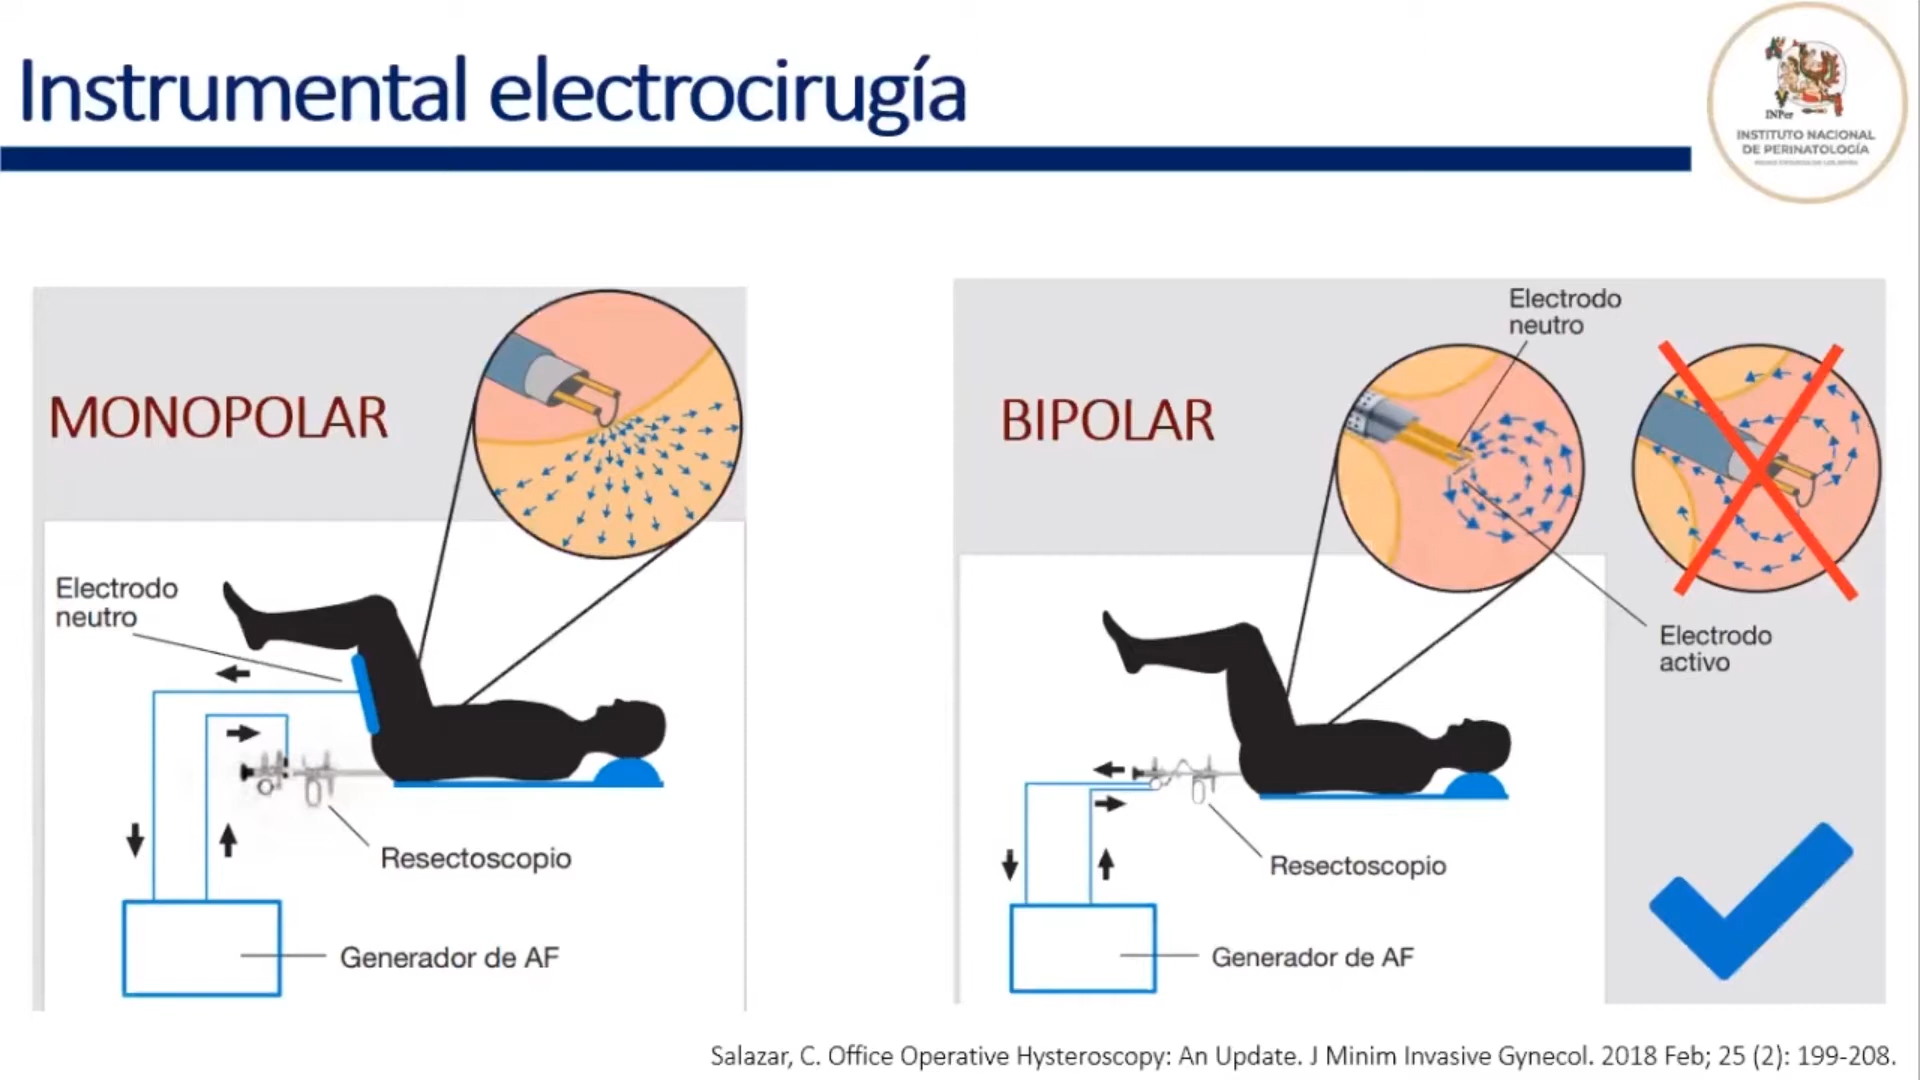 Instrumental electrocirugía
INPer
INSTITUTO NACIONAL
DE PERINATOLOGÍA
MONOPOLAR
Electrodo
neutro
Resectoscopio
Generador de AF
BIPOLAR
Electrodo
neutro
Electrodo
activo
Resectoscopio
Generador de AF
Salazar, C. Office Operative Hysteroscopy: An Update. J Minim Invasive Gynecol. 2018 Feb; 25 (2): 199-208.